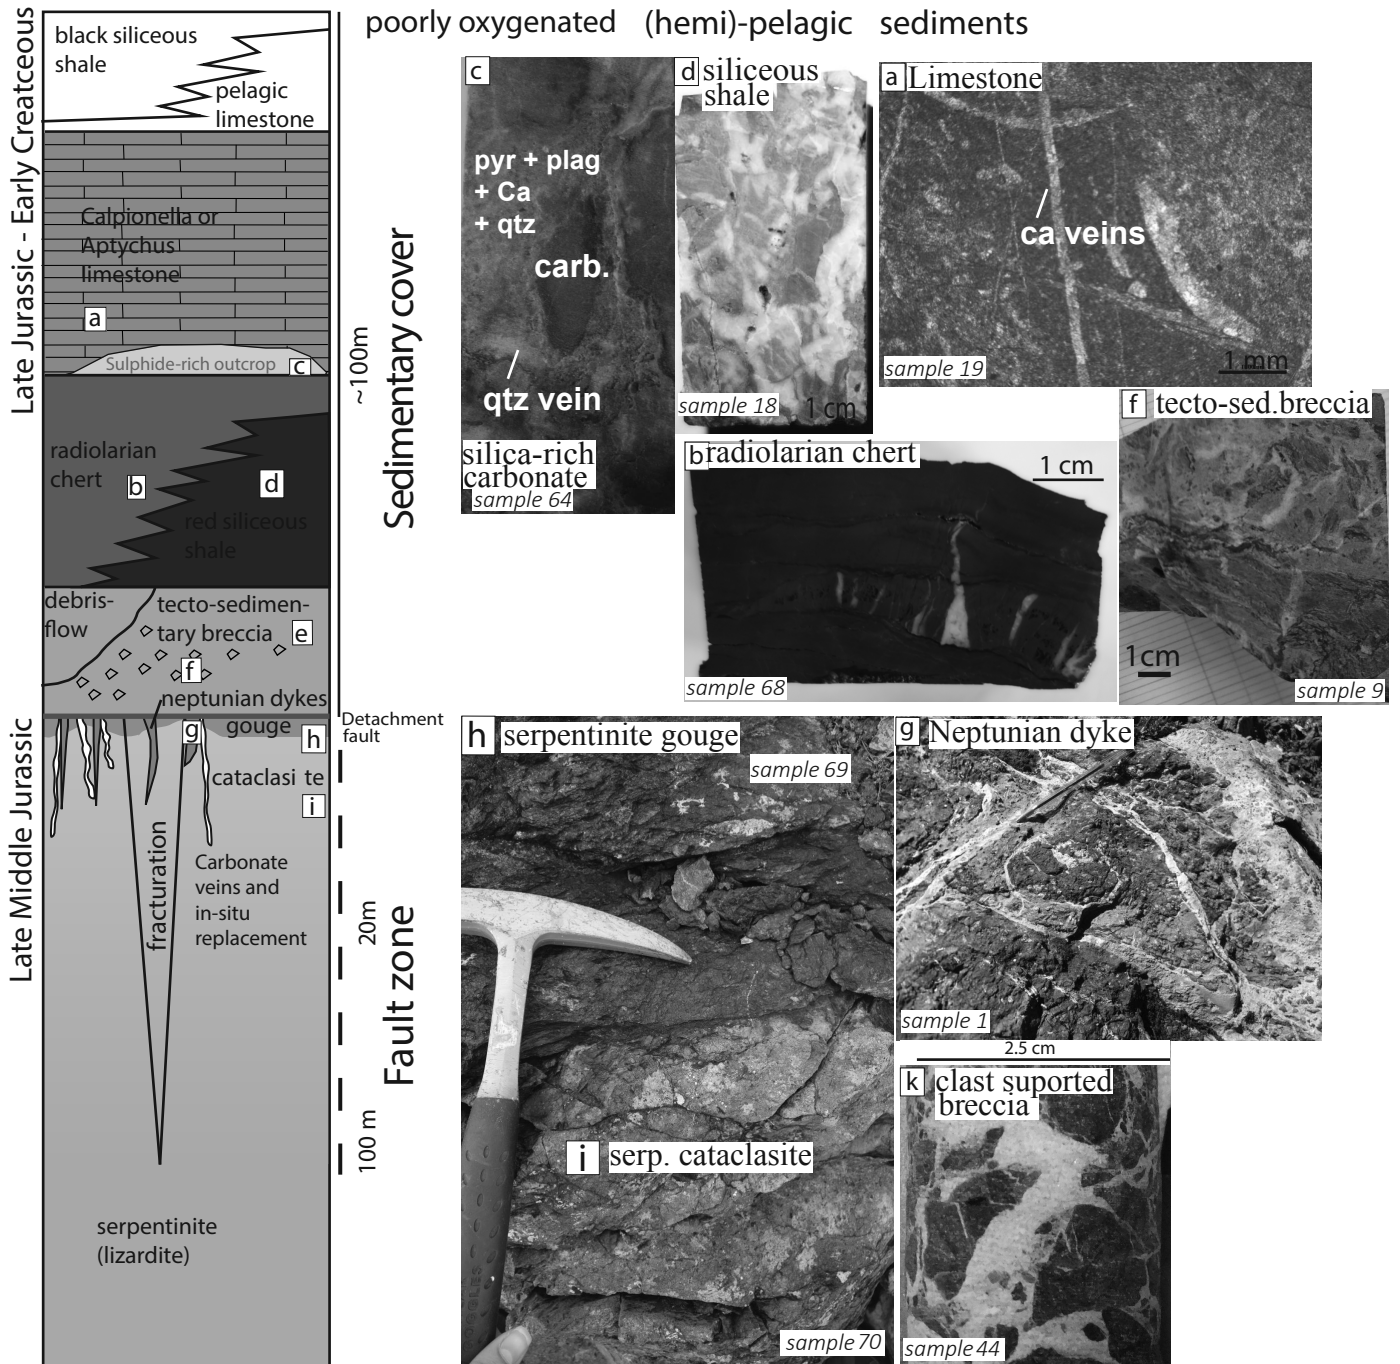 poorly oxygenated (hemi)-pelagic sediments
Late Jurassic - Early Creatceous
black siliceous
shale
pelagic
limestone
Calpionella or
Aptychus
limestone
a
Sulphide-rich outcrop
c
radiolarian
chert
b
d
red siliceous
shale
debris-
flow
tecto-sedimen-
tary breccia
e
f
neptunian dykes
gouge
g
h
Detachment
fault
Late Middle Jurassic
cataclasi te
i
fracturation
Carbonate
veins and
in-situ
replacement
serpentinite
(lizardite)
~100m
Sedimentary cover
20m
100 m
Fault zone
c
pyr + plag
+ Ca
+ qtz
carb.
qtz vein
silica-rich
carbonate
sample 64
d siliceous
shale
sample 18
1 cm
a Limestone
ca veins
sample 19
1 mm
b radiolarian chert
1 cm
sample 68
f tecto-sed.breccia
1cm
sample 9
h serpentinite gouge
sample 69
i serp. cataclasite
sample 70
g Neptunian dyke
sample 1
2.5 cm
k clast suported
breccia
sample 44